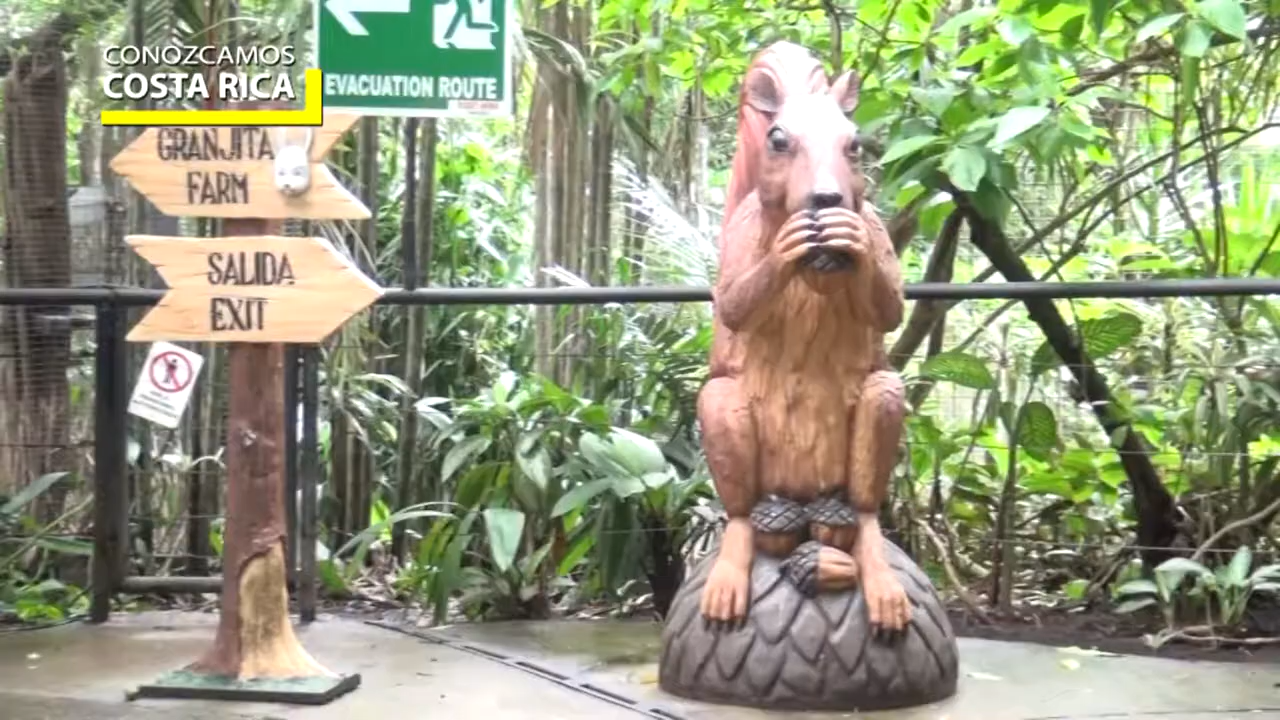 CONOZCAMOS
COSTA RICA
EVACUATION ROUTE
GRANJITA
FARM
SALIDA
EXIT